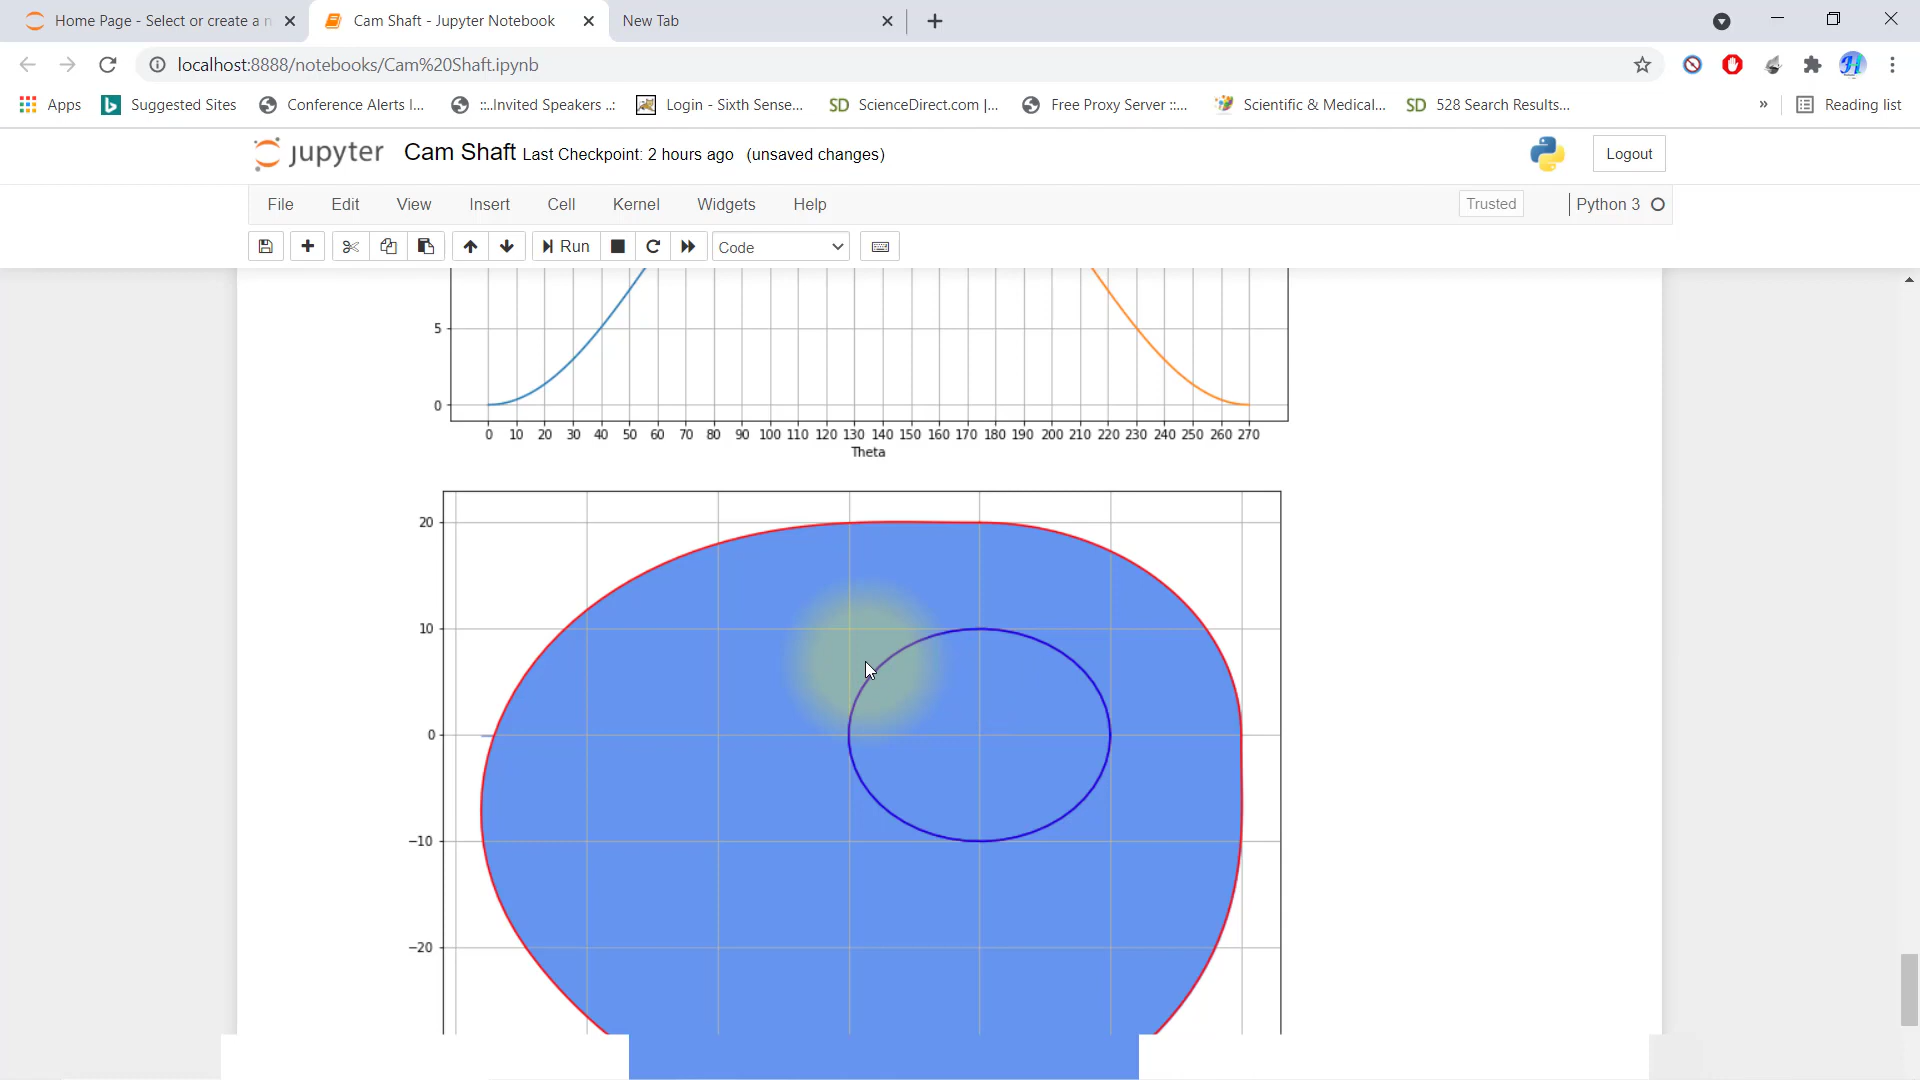 Home Page - Select or create a n
Cam Shaft - Jupyter Notebook
New Tab
localhost:8888/notebooks/Cam%20Shaft.ipynb
Apps
Suggested Sites
Conference Alerts I...
::..Invited Speakers ..:
Login - Sixth Sense...
SD ScienceDirect.com |...
Free Proxy Server ::...
Scientific & Medical...
SD 528 Search Results...
»
Reading list
jupyter Cam Shaft Last Checkpoint: 2 hours ago (unsaved changes)
Logout
File Edit View Insert Cell Kernel Widgets Help
Trusted
Python 3
Run
Code
5
0
0 10 20 30 40 50 60 70 80 90 100 110 120 130 140 150 160 170 180 190 200 210 220 230 240 250 260 270
Theta
20
10
0
−10
−20